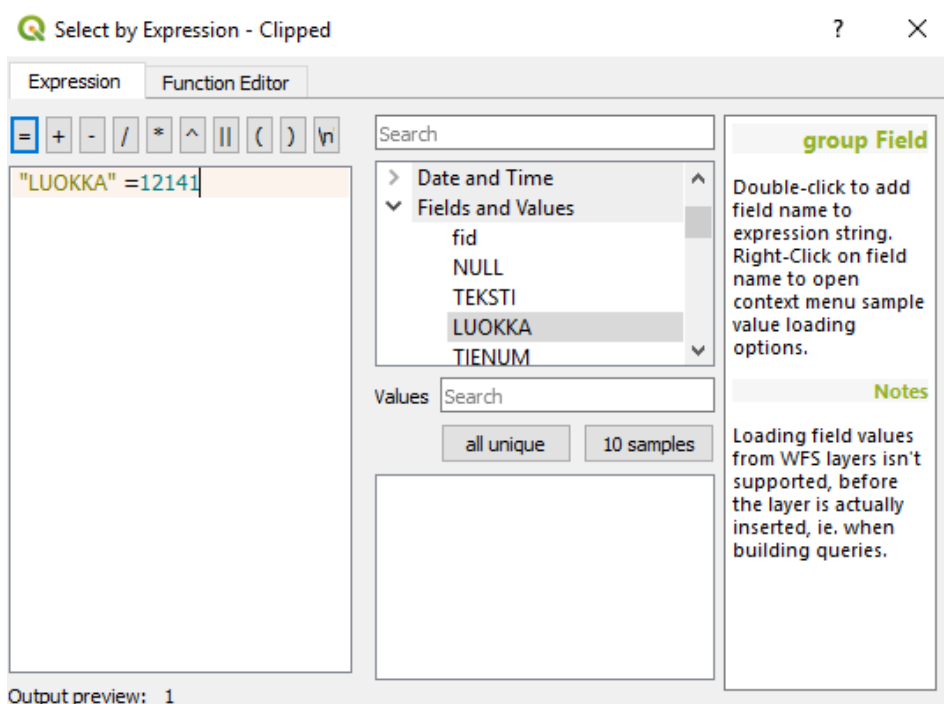 Select by Expression - Clipped
?
Expression
Function Editor
= + - / * ^ || ( ) \n
"LUOKKA" =12141
Search
Date and Time
Fields and Values
fid
NULL
TEKSTI
LUOKKA
TIENUM
Values
Search
all unique
10 samples
group Field
Double-click to add
field name to
expression string.
Right-Click on field
name to open
context menu sample
value loading
options.
Notes
Loading field values
from WFS layers isn't
supported, before
the layer is actually
inserted, ie. when
building queries.
Output preview: 1